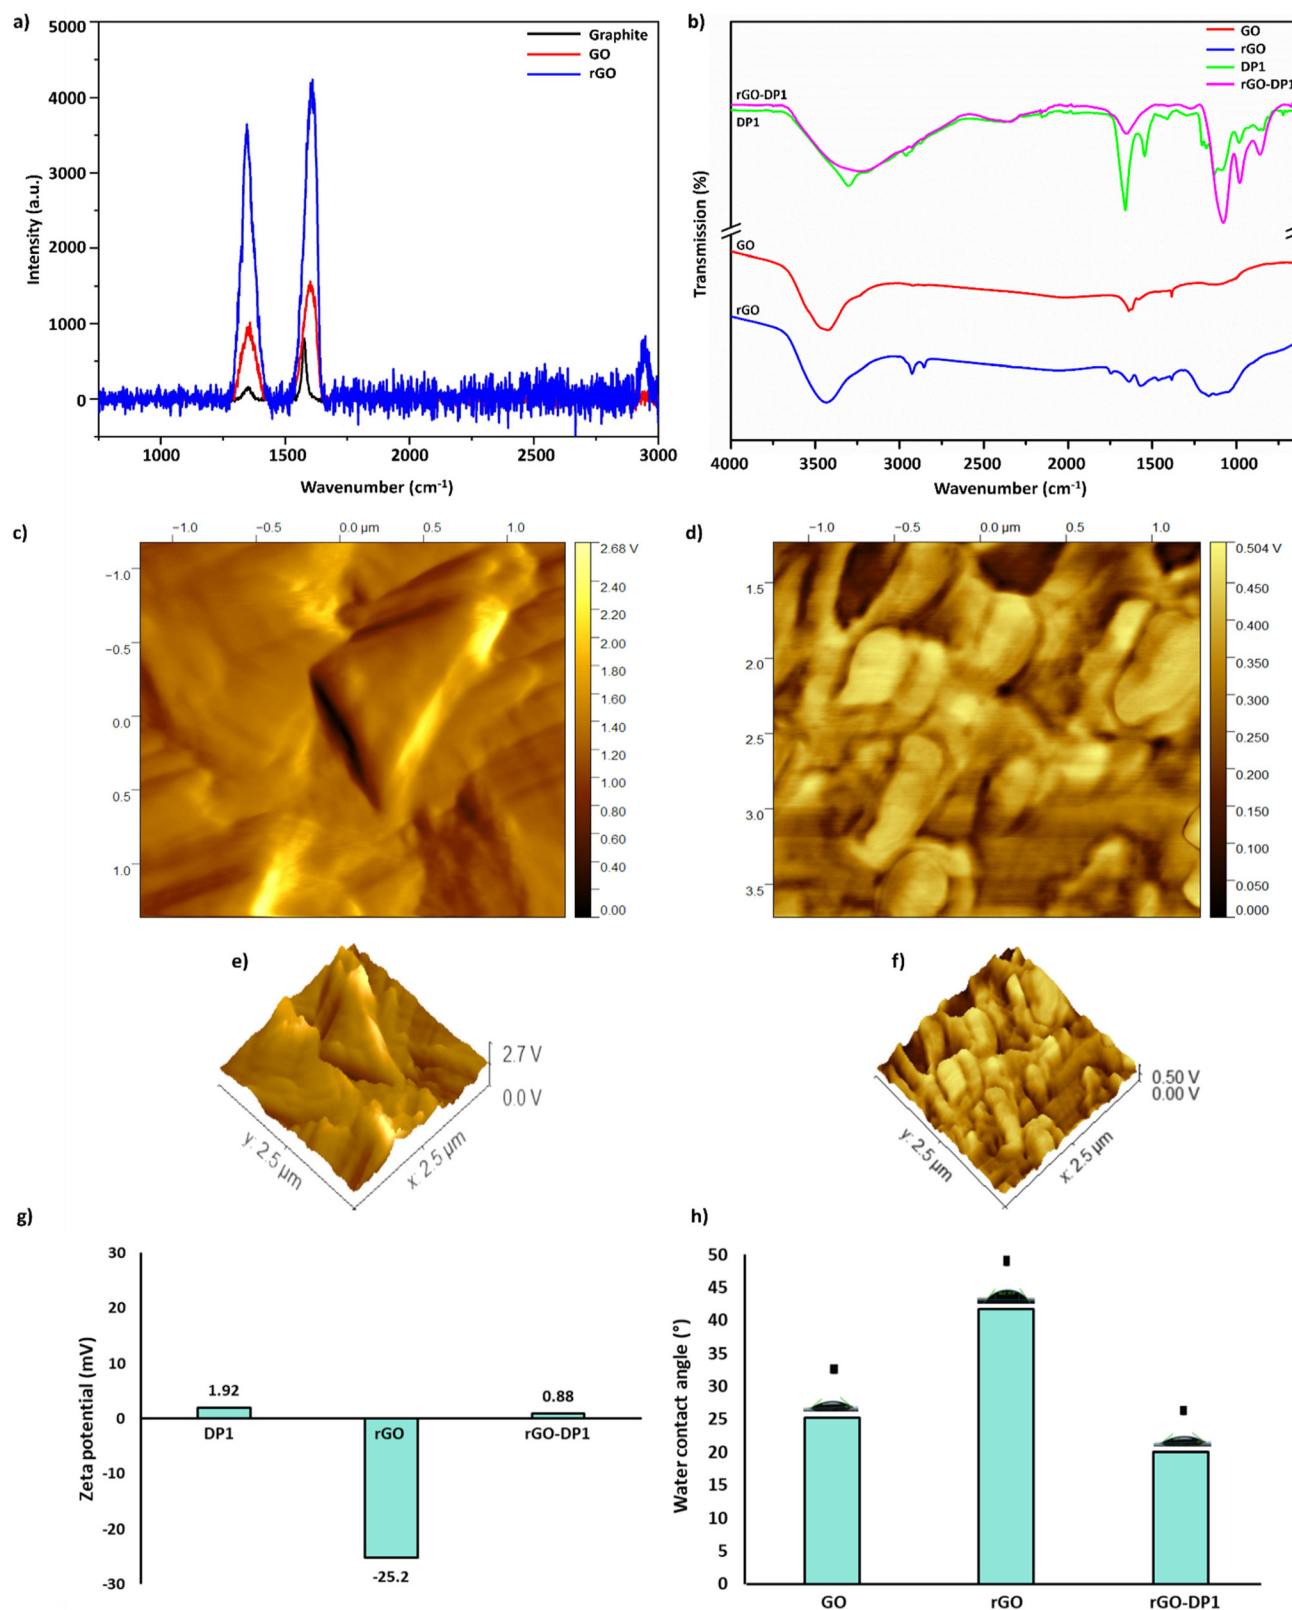 a)
5000
4000
3000
2000
1000
0
Intensity (a.u.)
Graphite
GO
rGO
1000
1500
2000
2500
3000
Wavenumber (cm-1)
b)
GO
rGO
DP1
rGO-DP1
rGO-DP1
DP1
GO
rGO
Transmission (%)
4000
3500
3000
2500
2000
1500
1000
Wavenumber (cm-1)
c)
−1.0
−0.5
0.0 µm
0.5
1.0
−1.0
−0.5
0.0
0.5
1.0
2.68 V
2.40
2.20
2.00
1.80
1.60
1.40
1.20
1.00
0.80
0.60
0.40
0.00
d)
−1.0
−0.5
0.0 µm
0.5
1.0
1.5
2.0
2.5
3.0
3.5
0.504 V
0.450
0.400
0.350
0.300
0.250
0.200
0.150
0.100
0.050
0.000
e)
2.7 V
0.0 V
y: 2.5 µm
x: 2.5 µm
f)
0.50 V
0.00 V
y: 2.5 µm
x: 2.5 µm
g)
30
20
10
0
-10
-20
-30
Zeta potential (mV)
1.92
DP1
rGO
-25.2
0.88
rGO-DP1
h)
50
45
40
35
30
25
20
15
10
5
0
Water contact angle (°)
GO
rGO
rGO-DP1